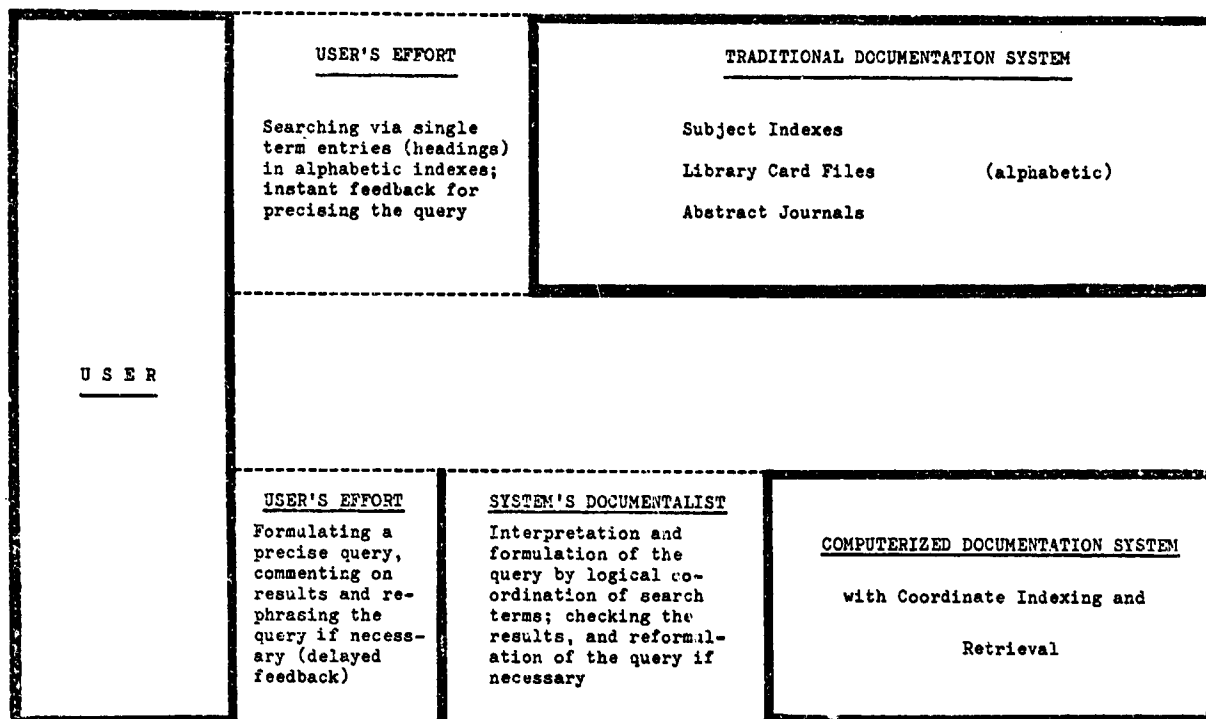 USER'S EFFORT
Searching via single
term entries (headings)
in alphabetic indexes;
instant feedback for
precising the query
TRADITIONAL DOCUMENTATION SYSTEM
Subject Indexes
Library Card Files (alphabetic)
Abstract Journals
U S E R
USER'S EFFORT
Formulating a
precise query,
commenting on
results and re-
phrasing the
query if necess-
ary (delayed
feedback)
SYSTEM'S DOCUMENTALIST
Interpretation and
formulation of the
query by logical co-
ordination of search
terms; checking the
results, and reformul-
ation of the query if
necessary
COMPUTERIZED DOCUMENTATION SYSTEM
with Coordinate Indexing and
Retrieval